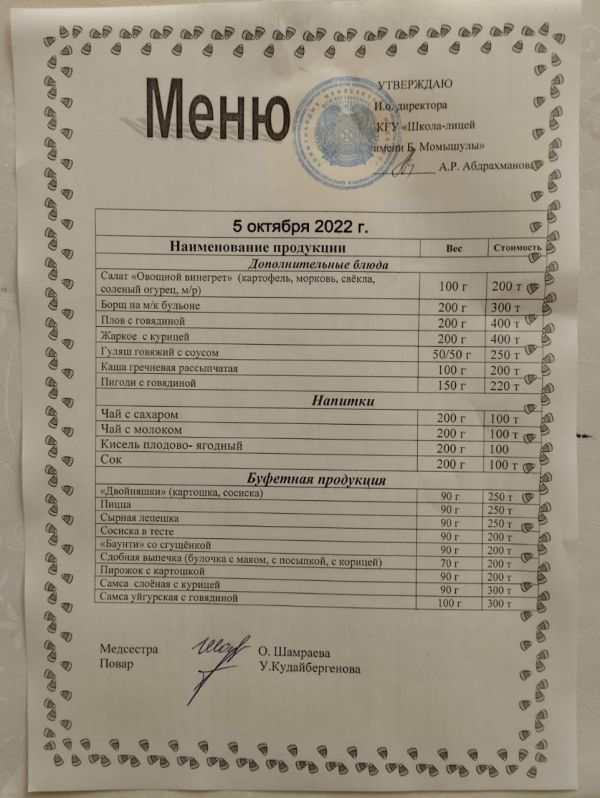 Меню
УТВЕРЖДАЮ
И.о. директора
КГУ «Школа-лицей
имени Б. Момышулы»
А.Р. Абдрахманова
5 октября 2022 г.
Наименование продукции Вес Стоимость
Дополнительные блюда
Салат «Овощной винегрет» (картофель, морковь, свёкла, соленый огурец, м/р) 100 г 200 т
Борщ на м/к бульоне 200 г 300 т
Плов с говядиной 200 г 400 т
Жаркое с курицей 200 г 400 т
Гуляш говяжий с соусом 50/50 г 250 т
Каша гречневая рассыпчатая 100 г 200 т
Пигоди с говядиной 150 г 220 т
Напитки
Чай с сахаром 200 г 100 т
Чай с молоком 200 г 100 т
Кисель плодово- ягодный 200 г 100
Сок 200 г 100 т
Буфетная продукция
«Двойняшки» (картошка, сосиска) 90 г 250 т
Пицца 90 г 250 т
Сырная лепешка 90 г 250 т
Сосиска в тесте 90 г 200 т
«Баунти» со сгущёнкой 90 г 200 т
Сдобная выпечка (булочка с маком, с посыпкой, с корицей) 70 г 200 т
Пирожок с картошкой 90 г 200 т
Самса слоёная с курицей 90 г 300 т
Самса уйгурская с говядиной 100 г 300 т
Медсестра О. Шамраева
Повар У.Кудайбергенова